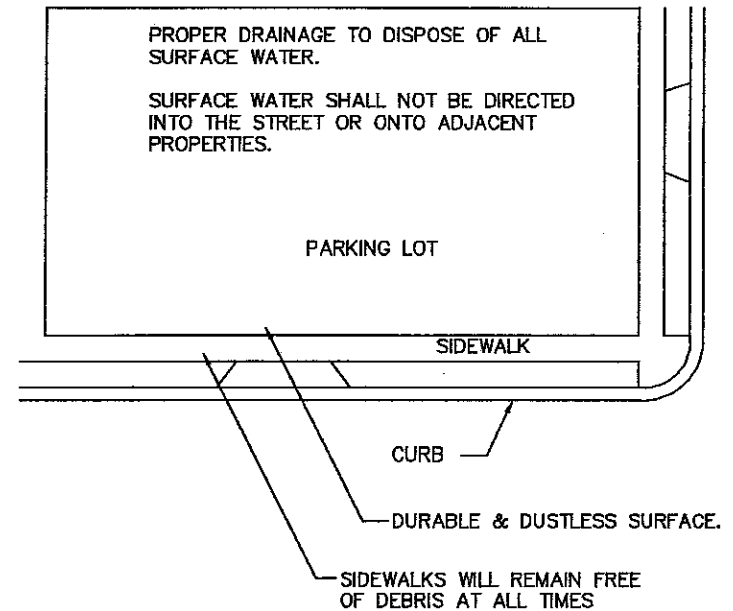 PROPER DRAINAGE TO DISPOSE OF ALL
SURFACE WATER.
SURFACE WATER SHALL NOT BE DIRECTED
INTO THE STREET OR ONTO ADJACENT
PROPERTIES.
PARKING LOT
SIDEWALK
CURB
DURABLE & DUSTLESS SURFACE.
SIDEWALKS WILL REMAIN FREE
OF DEBRIS AT ALL TIMES